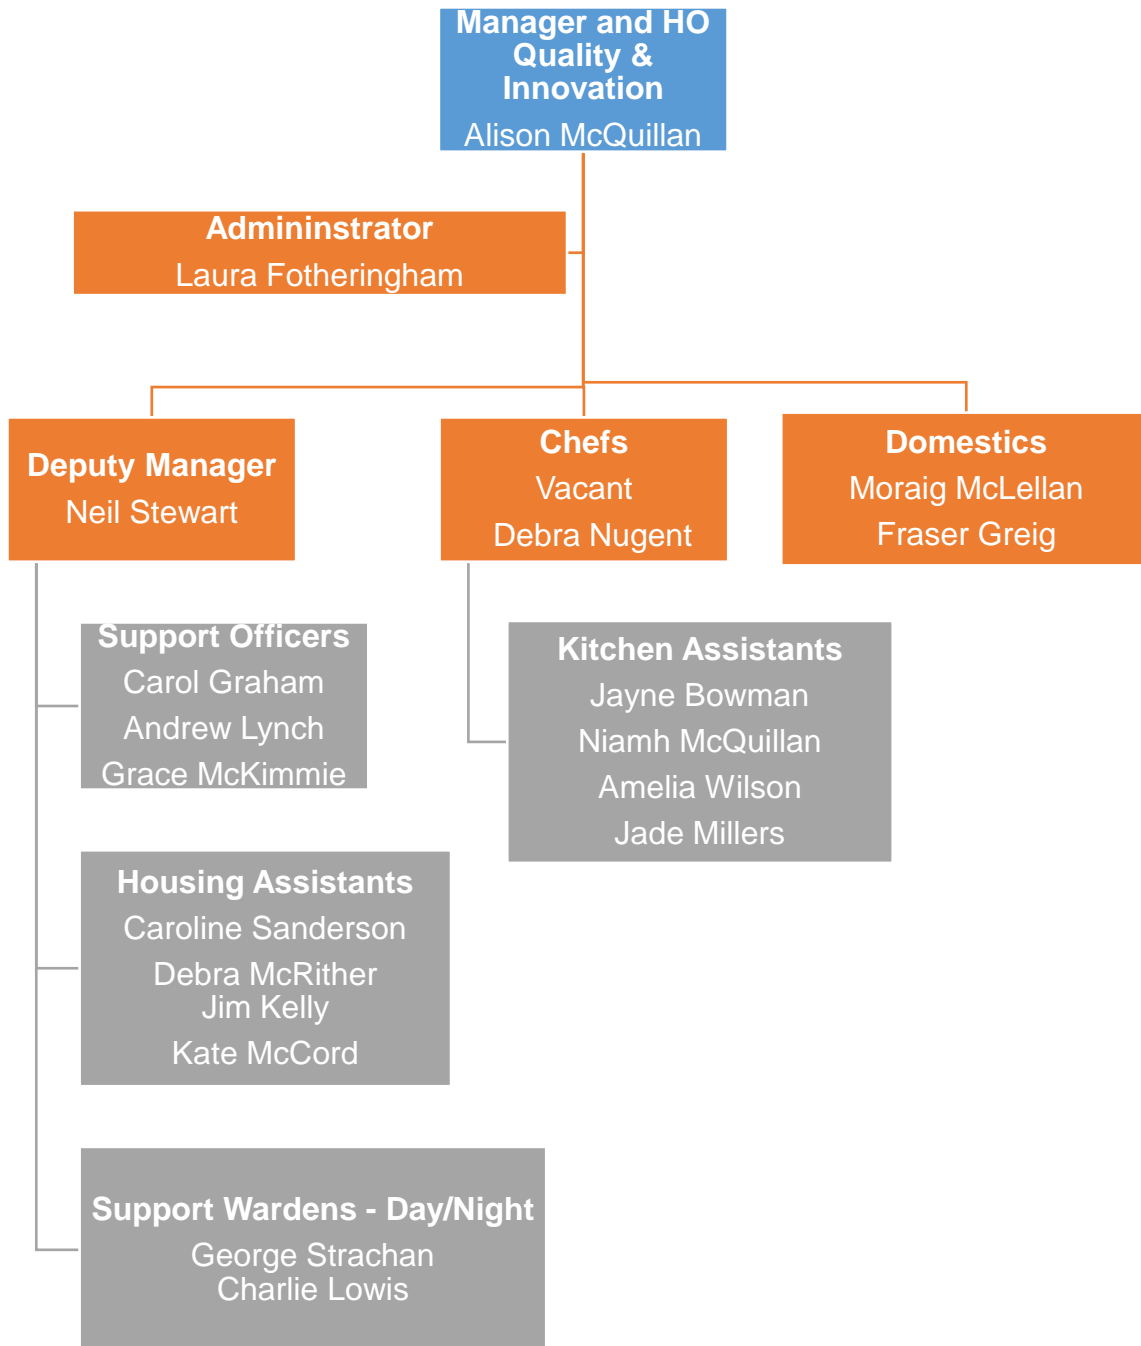 Manager and HO
Quality &
Innovation
Alison McQuillan
Admininstrator
Laura Fotheringham
Deputy Manager
Neil Stewart
Chefs
Vacant
Debra Nugent
Domestics
Moraig McLellan
Fraser Greig
Support Officers
Carol Graham
Andrew Lynch
Grace McKimmie
Kitchen Assistants
Jayne Bowman
Niamh McQuillan
Amelia Wilson
Jade Millers
Housing Assistants
Caroline Sanderson
Debra McRither
Jim Kelly
Kate McCord
Support Wardens - Day/Night
George Strachan
Charlie Lowis